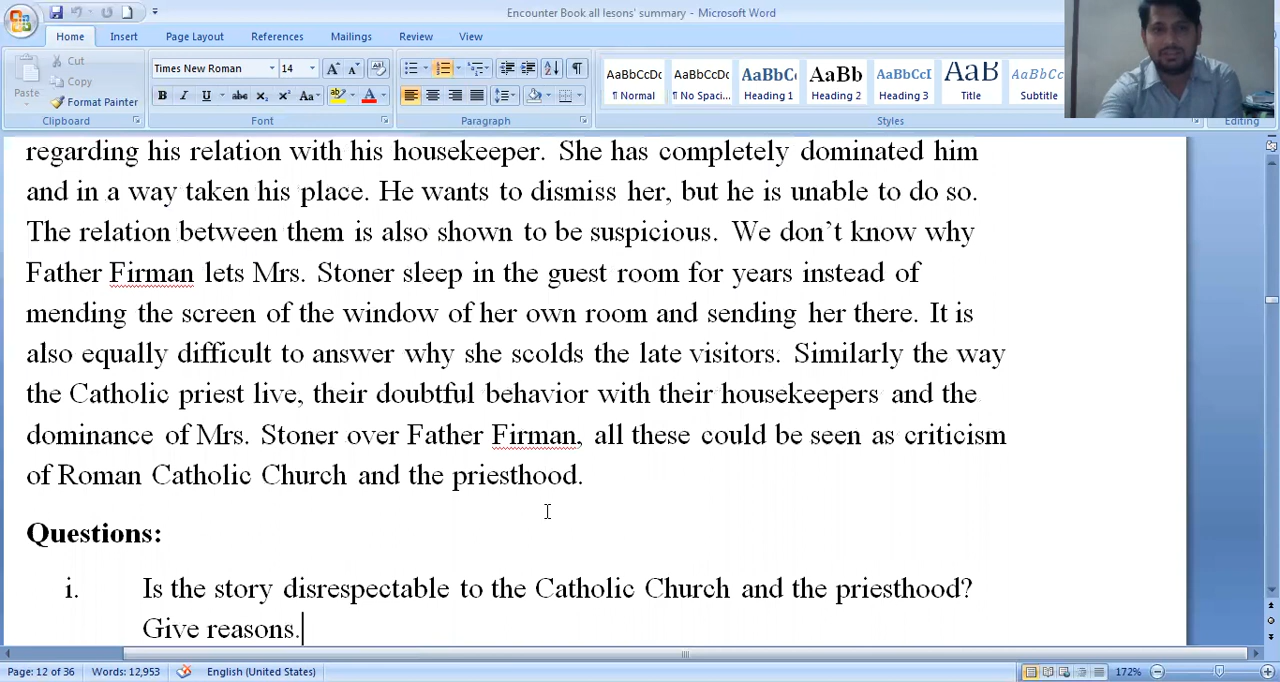 Encounter Book all lesons' summary - Microsoft Word
Home Insert Page Layout References Mailings Review View
Cut
Copy
Paste
Format Painter
Clipboard
Times New Roman 14
Font
Paragraph
AaBbCcDc AaBbCcDc AaBbC AaBb AaBbCcI AaB AaBbCcL
¶ Normal ¶ No Spaci... Heading 1 Heading 2 Heading 3 Title Subtitle
Styles
Editing
regarding his relation with his housekeeper. She has completely dominated him
and in a way taken his place. He wants to dismiss her, but he is unable to do so.
The relation between them is also shown to be suspicious. We don’t know why
Father Firman lets Mrs. Stoner sleep in the guest room for years instead of
mending the screen of the window of her own room and sending her there. It is
also equally difficult to answer why she scolds the late visitors. Similarly the way
the Catholic priest live, their doubtful behavior with their housekeepers and the
dominance of Mrs. Stoner over Father Firman, all these could be seen as criticism
of Roman Catholic Church and the priesthood.
Questions:
i. Is the story disrespectable to the Catholic Church and the priesthood?
Give reasons.
Page: 12 of 36 Words: 12,953 English (United States) 172%